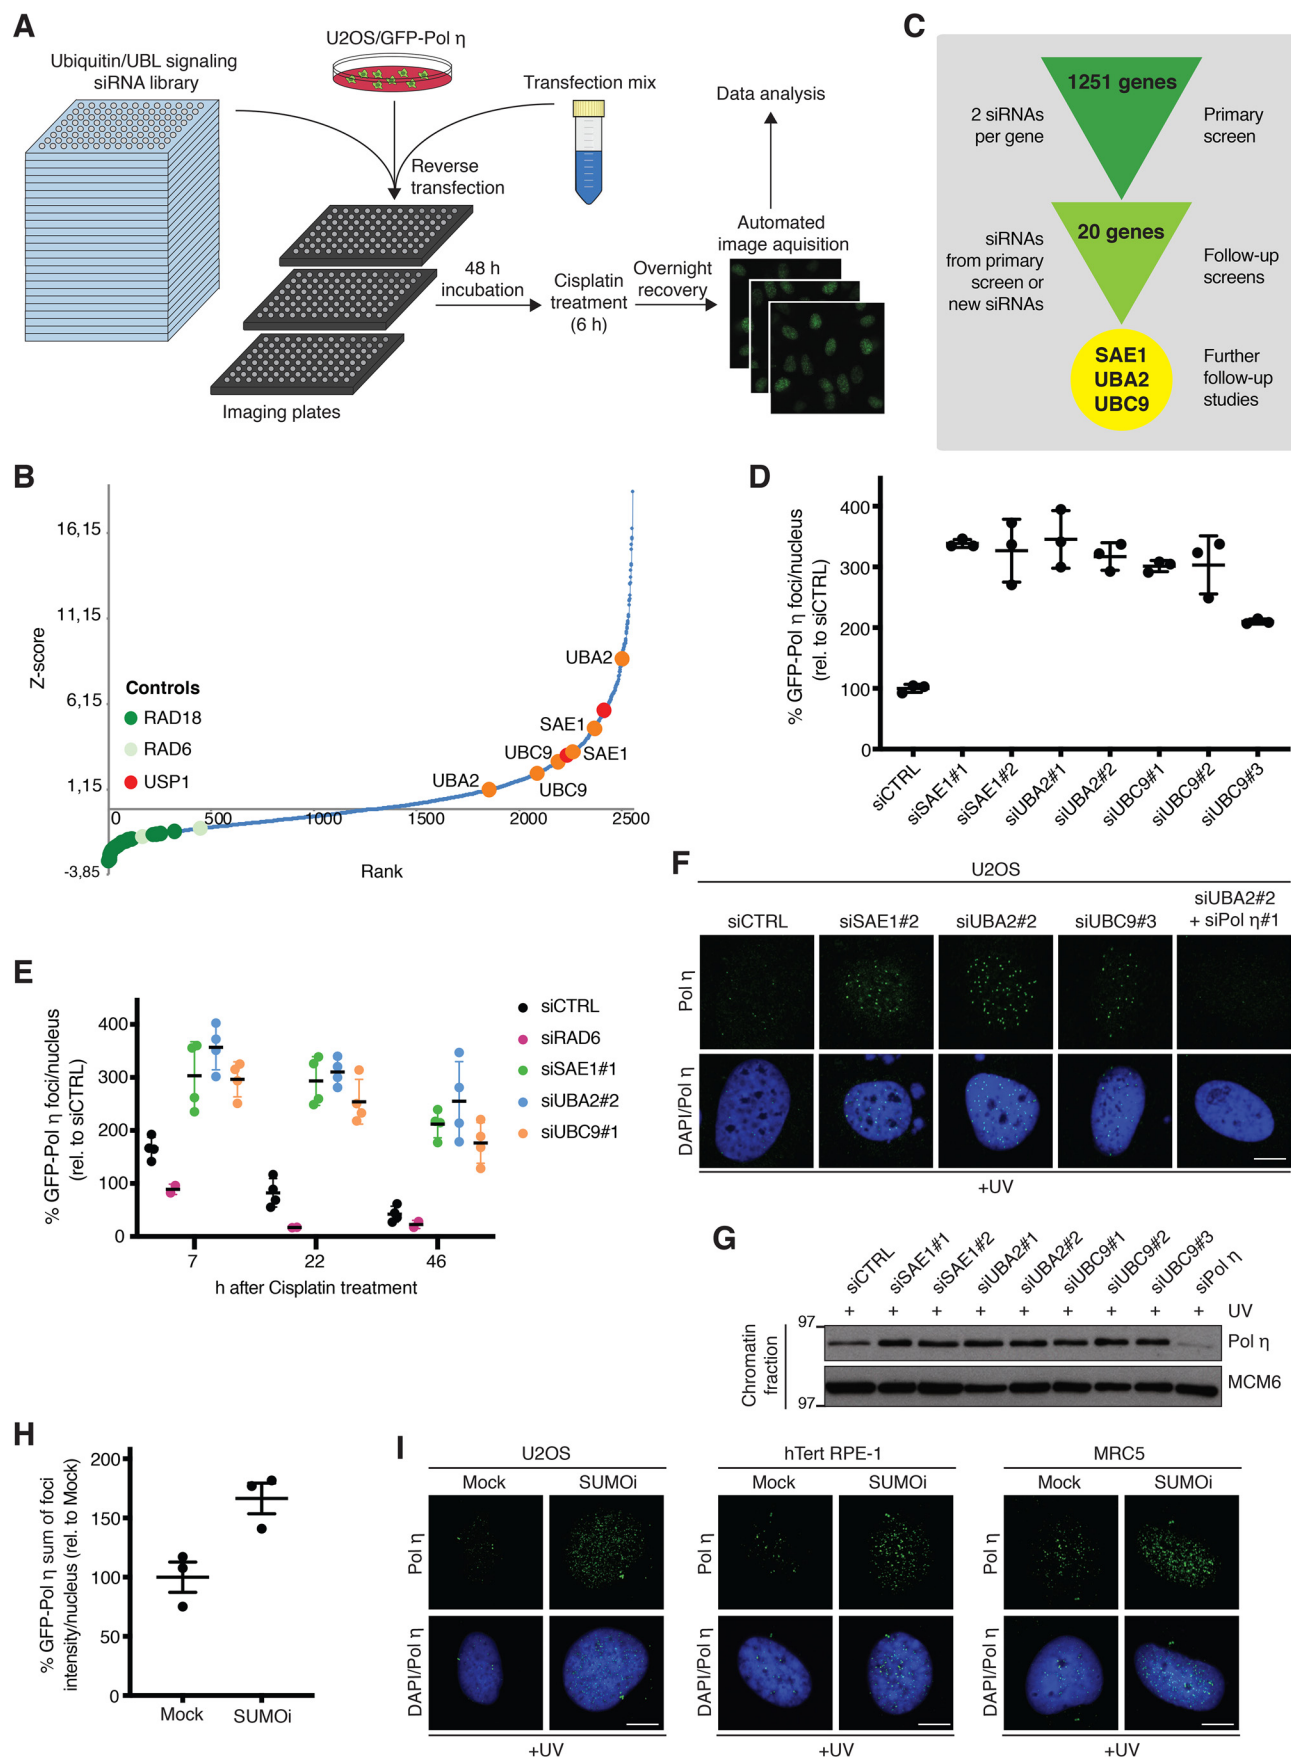 A
Ubiquitin/UBL signaling
siRNA library
U2OS/GFP-Pol η
Transfection mix
Reverse
transfection
Imaging plates
48 h
incubation
Cisplatin
treatment
(6 h)
Overnight
recovery
Data analysis
Automated
image aquisition
C
1251 genes
2 siRNAs
per gene
Primary
screen
20 genes
siRNAs
from primary
screen or
new siRNAs
Follow-up
screens
SAE1
UBA2
UBC9
Further
follow-up
studies
B
Z-score
16,15
11,15
6,15
1,15
-3,85
0
500
1000
1500
2000
2500
Rank
Controls
RAD18
RAD6
USP1
UBA2
SAE1
UBC9
SAE1
UBA2
UBC9
D
% GFP-Pol η foci/nucleus
(rel. to siCTRL)
400
300
200
100
0
siCTRL
siSAE1#1
siSAE1#2
siUBA2#1
siUBA2#2
siUBC9#1
siUBC9#2
siUBC9#3
F
U2OS
siCTRL
siSAE1#2
siUBA2#2
siUBC9#3
siUBA2#2
+ siPol η#1
Pol η
DAPI/Pol η
+UV
E
% GFP-Pol η foci/nucleus
(rel. to siCTRL)
400
300
200
100
0
7
22
46
h after Cisplatin treatment
siCTRL
siRAD6
siSAE1#1
siUBA2#2
siUBC9#1
G
siCTRL
siSAE1#1
siSAE1#2
siUBA2#1
siUBA2#2
siUBC9#1
siUBC9#2
siUBC9#3
siPol η
+ + + + + + + + + UV
Chromatin
fraction
97
Pol η
MCM6
97
H
% GFP-Pol η sum of foci
intensity/nucleus (rel. to Mock)
200
150
100
50
0
Mock
SUMOi
I
U2OS
Mock
SUMOi
Pol η
DAPI/Pol η
+UV
hTert RPE-1
Mock
SUMOi
Pol η
DAPI/Pol η
+UV
MRC5
Mock
SUMOi
Pol η
DAPI/Pol η
+UV